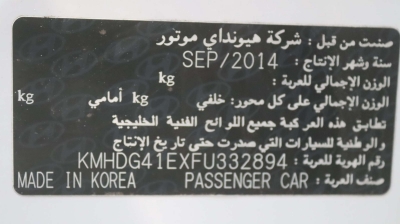 صنعت من قبل : شركة هيونداي موتور
سنة وشهر الإنتاج : SEP/2014
الوزن الإجمالي للعربة : kg
الوزن الإجمالي على كل محور: خلفي kg أمامي kg
تطابق هذه العركبة جميع اللوائح الفنية الخليجية
والوطنية للسيارات التي صدرت حتى تاريخ الإنتاج
رقم الهوية للعربة : KMHDG41EXFU332894
صنف العربة : PASSENGER CAR MADE IN KOREA